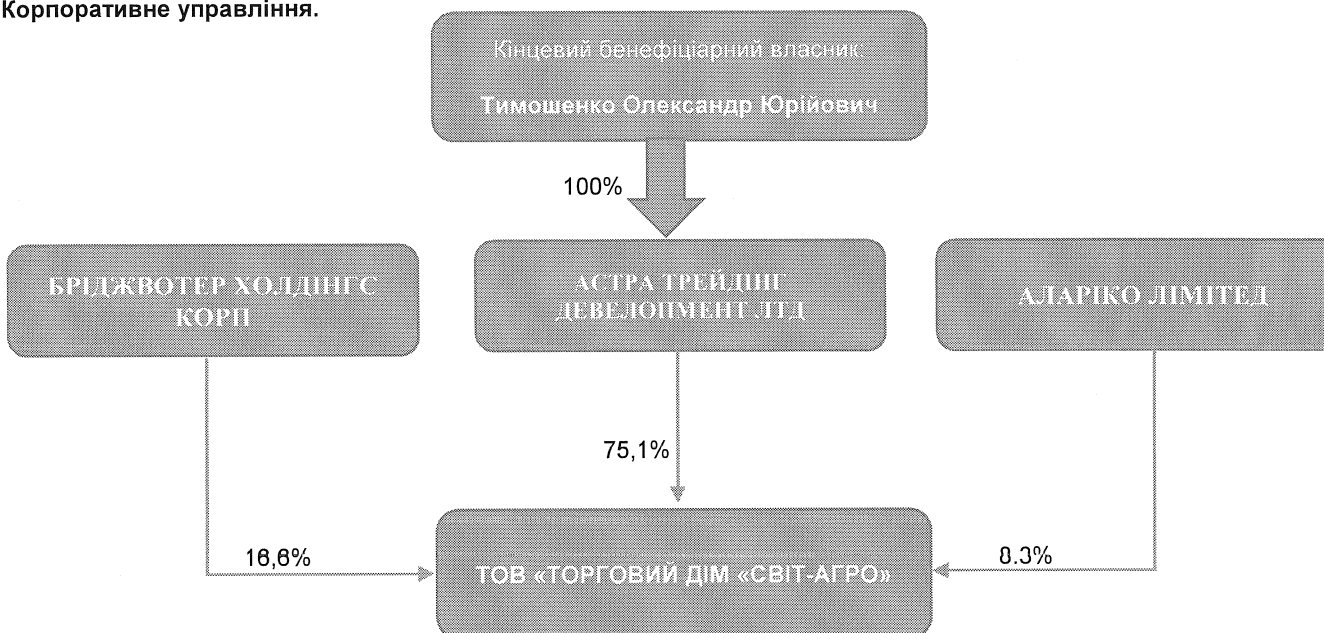 Корпоративне управління.
Кінцевий бенефіціарний власник:
Тимошенко Олександр Юрійович
100%
БРІДЖВОТЕР ХОЛДІНГС
КОРП
АСТРА ТРЕЙДІНГ
ДЕВЕЛОПМЕНТ ЛТД
АЛАРІКО ЛІМІТЕД
75,1%
16,6%
8.3%
ТОВ «ТОРГОВИЙ ДІМ «СВІТ-АГРО»